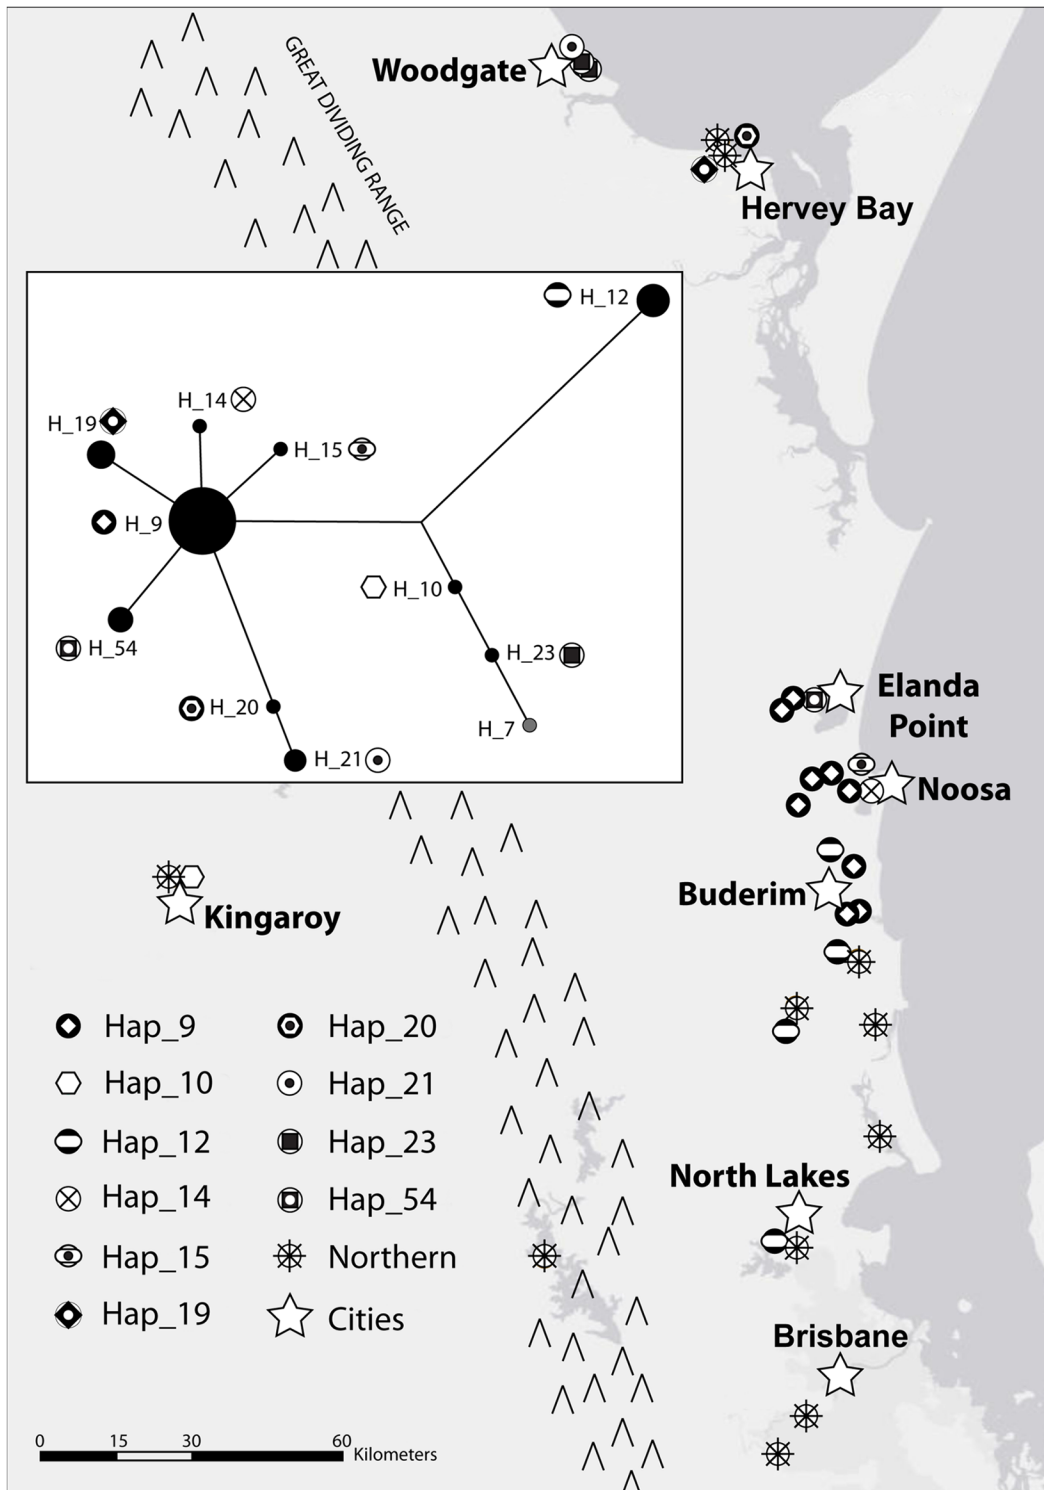 GREAT DIVIDING RANGE
Woodgate
Hervey Bay
H_12
H_14
H_19
H_15
H_9
H_10
H_54
H_23
H_20
H_7
H_21
Elanda
Point
Noosa
Buderim
Kingaroy
Hap_9
Hap_20
Hap_10
Hap_21
Hap_12
Hap_23
Hap_14
Hap_54
Hap_15
Northern
Hap_19
Cities
North Lakes
Brisbane
0 15 30 60
Kilometers